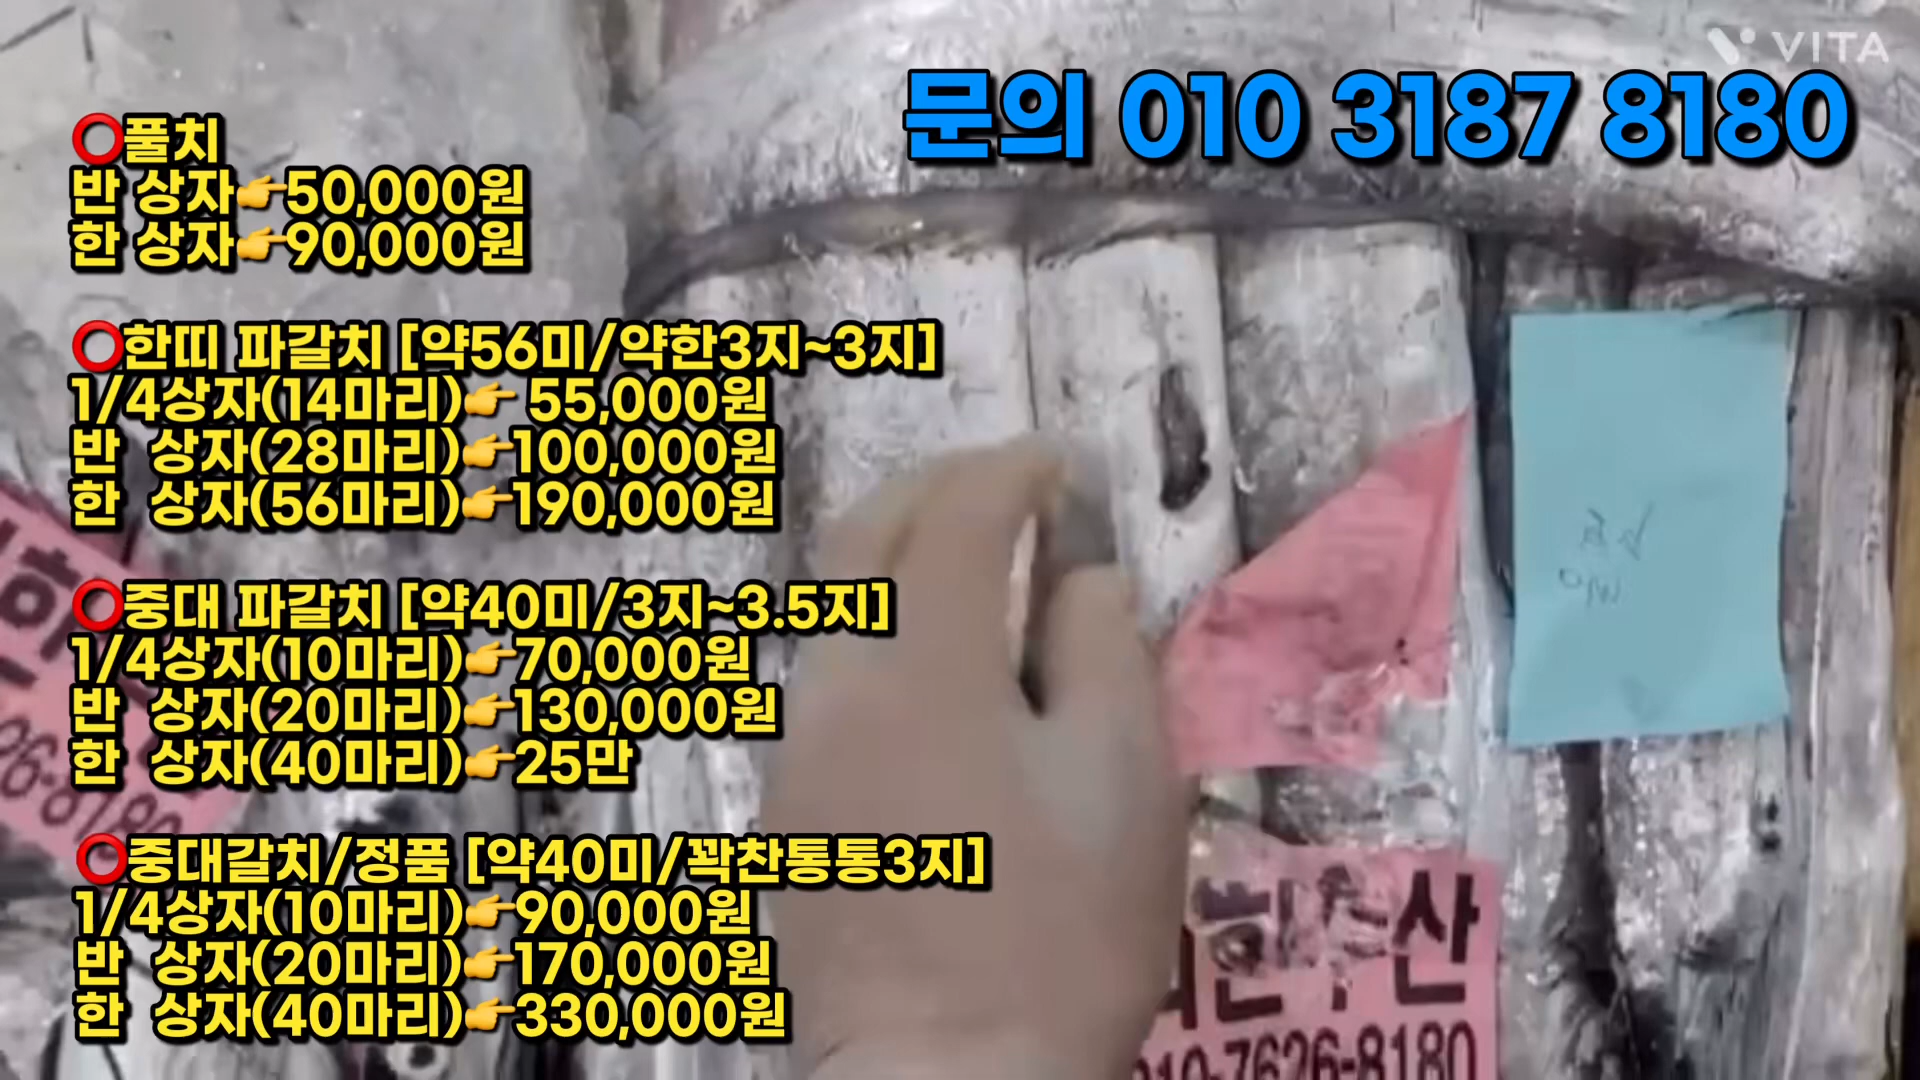 VITA
문의 010 3187 8180
⭕풀치
반 상자👉50,000원
한 상자👉90,000원
⭕한띠 파갈치 [약56미/약한3지~3지]
1/4상자(14마리)👉 55,000원
반 상자(28마리)👉100,000원
한 상자(56마리)👉190,000원
⭕중대 파갈치 [약40미/3지~3.5지]
1/4상자(10마리)👉70,000원
반 상자(20마리)👉130,000원
한 상자(40마리)👉25만
⭕중대갈치/정품 [약40미/꽉찬통통3지]
1/4상자(10마리)👉90,000원
반 상자(20마리)👉170,000원
한 상자(40마리)👉330,000원
010-7626-8180